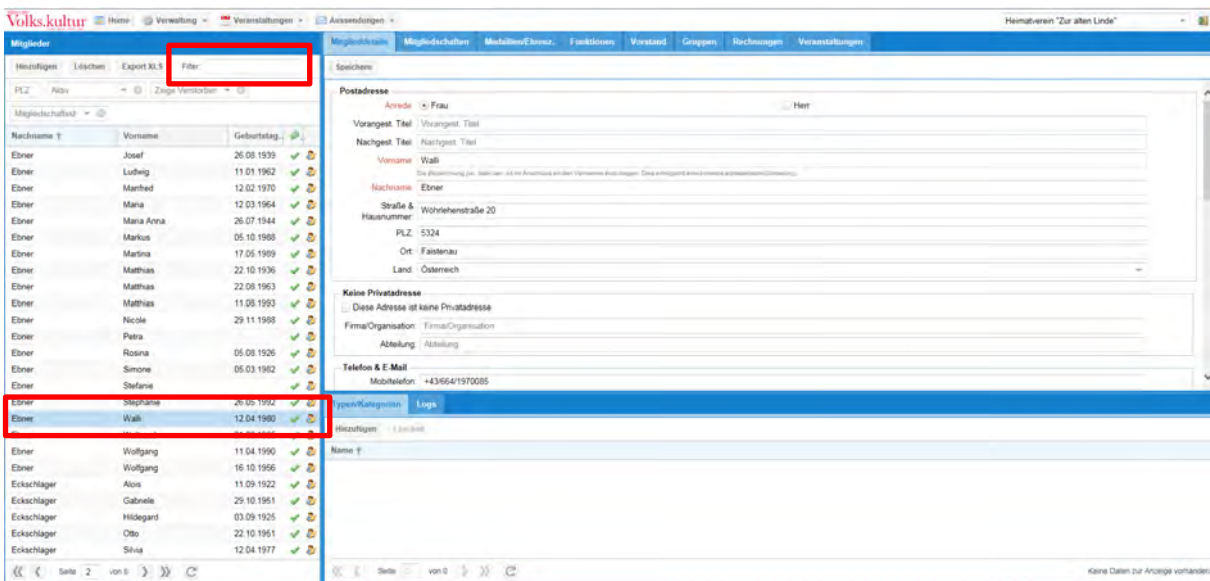 Volks.kultur Home Verwaltung Veranstaltungen Aussendungen Heimatverein "Zur alten Linde"
Mitglieder
Mitgliederdetails Mitgliedschaften Medaillen/Ehrenz. Funktionen Vorstand Gruppen Rechnungen Veranstaltungen
Hinzufügen Löschen Export XLS Filter:
Speichern
PLZ Aktiv Zeige Verstorben
Mitgliedschaftsst
Nachname Vorname Geburtstag..
Ebner Josef 26.08.1939
Ebner Ludwig 11.01.1962
Ebner Manfred 12.02.1970
Ebner Maria 12.03.1964
Ebner Maria Anna 26.07.1944
Ebner Markus 05.10.1988
Ebner Martina 17.05.1989
Ebner Matthias 22.10.1936
Ebner Matthias 22.08.1963
Ebner Matthias 11.08.1993
Ebner Nicole 29.11.1988
Ebner Petra
Ebner Rosina 05.08.1926
Ebner Simone 05.03.1982
Ebner Stefanie
Ebner Stephanie 26.05.1992
Ebner Walli 12.04.1980
Ebner Wolfgang 11.04.1990
Ebner Wolfgang 16.10.1956
Eckschlager Alois 11.09.1922
Eckschlager Gabriele 29.10.1951
Eckschlager Hildegard 03.09.1925
Eckschlager Otto 22.10.1951
Eckschlager Silvia 12.04.1977
Seite 2 von
Postadresse
Anrede: Frau Herr
Vorangest. Titel: Vorangest. Titel
Nachgest. Titel: Nachgest. Titel
Vorname: Walli
Nachname: Ebner
Straße & Hausnummer: Wöhrlehenstraße 20
PLZ: 5324
Ort: Faistenau
Land: Österreich
Keine Privatadresse
Diese Adresse ist keine Privatadresse
Firma/Organisation: Firma/Organisation
Abteilung: Abteilung
Telefon & E-Mail
Mobiltelefon: +43/664/1970085
Typen/Kategorien Logs
Hinzufügen Löschen
Name
Seite von 0 Keine Daten zur Anzeige vorhanden